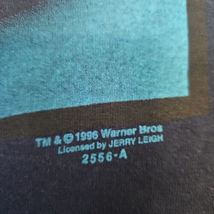 TM & © 1996 Warner Bros
Licensed by JERRY LEIGH
2556-A